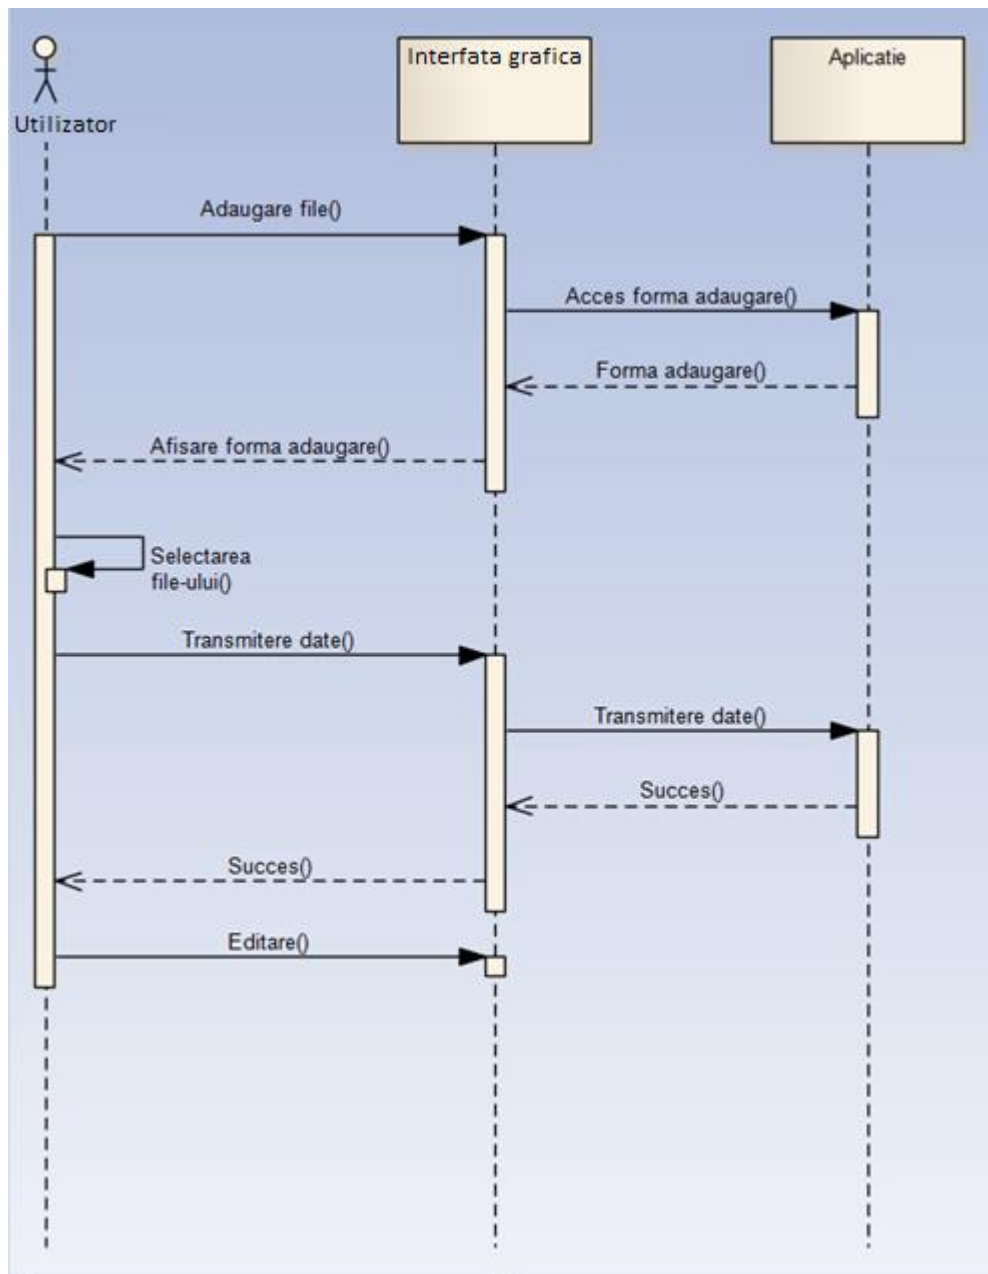 Utilizator
Interfata grafica
Aplicatie
Adaugare file()
Acces forma adaugare()
Forma adaugare()
Afisare forma adaugare()
Selectarea
file-ului()
Transmitere date()
Transmitere date()
Succes()
Succes()
Editare()